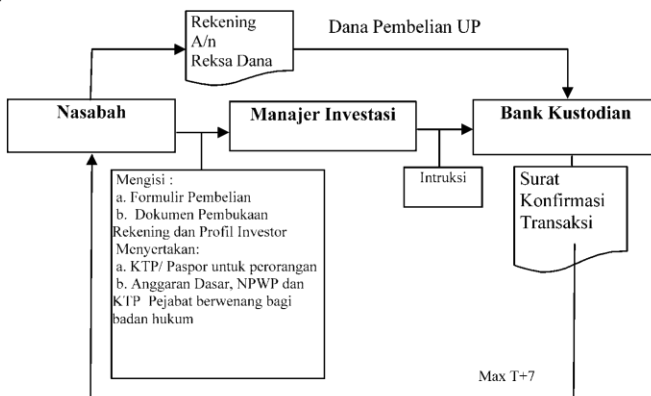 Rekening
A/n
Reksa Dana
Dana Pembelian UP
Nasabah
Manajer Investasi
Bank Kustodian
Mengisi :
a. Formulir Pembelian
b. Dokumen Pembukaan
Rekening dan Profil Investor
Menyertakan:
a. KTP/ Paspor untuk perorangan
b. Anggaran Dasar, NPWP dan
KTP Pejabat berwenang bagi
badan hukum
Intruksi
Surat
Konfirmasi
Transaksi
Max T+7